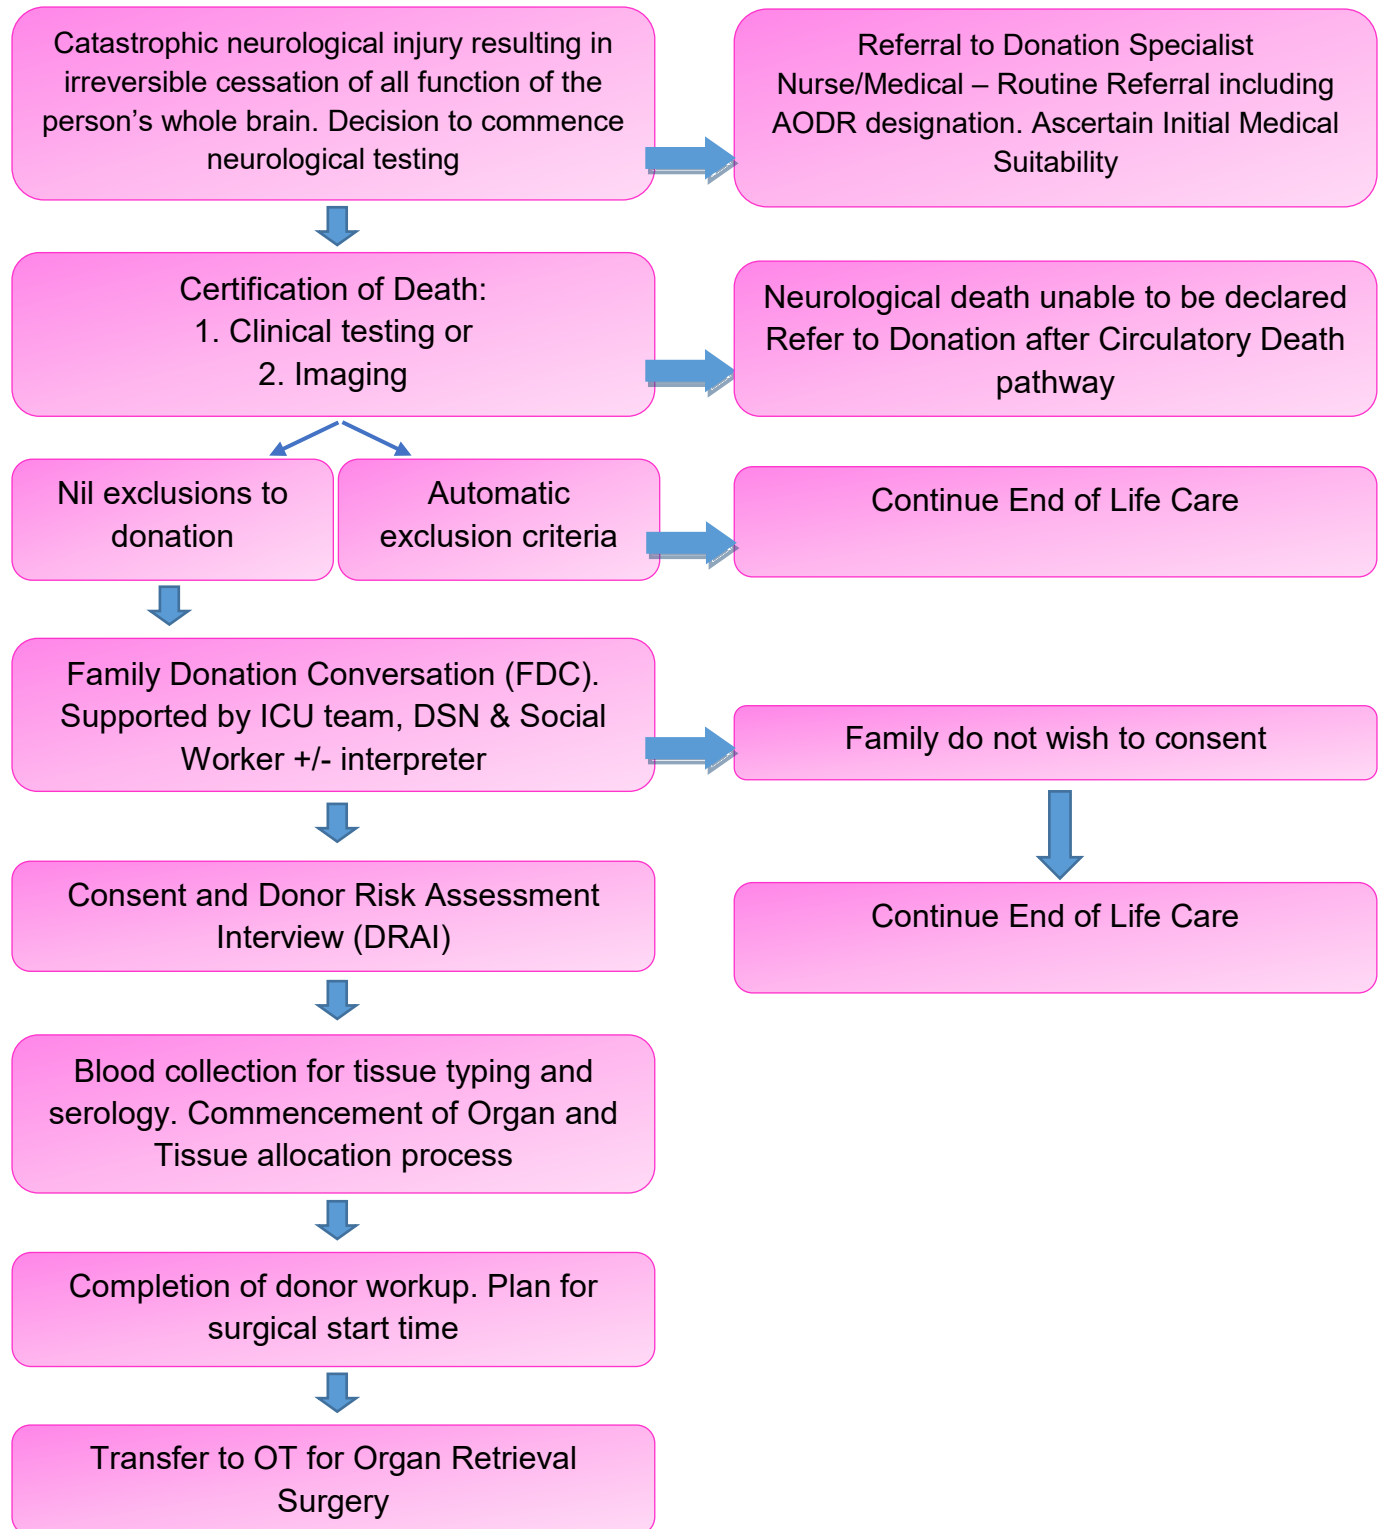 Catastrophic neurological injury resulting in
irreversible cessation of all function of the
person’s whole brain. Decision to commence
neurological testing
Referral to Donation Specialist
Nurse/Medical – Routine Referral including
AODR designation. Ascertain Initial Medical
Suitability
Certification of Death:
1. Clinical testing or
2. Imaging
Neurological death unable to be declared
Refer to Donation after Circulatory Death
pathway
Nil exclusions to
donation
Automatic
exclusion criteria
Continue End of Life Care
Family Donation Conversation (FDC).
Supported by ICU team, DSN & Social
Worker +/- interpreter
Family do not wish to consent
Consent and Donor Risk Assessment
Interview (DRAI)
Continue End of Life Care
Blood collection for tissue typing and
serology. Commencement of Organ and
Tissue allocation process
Completion of donor workup. Plan for
surgical start time
Transfer to OT for Organ Retrieval
Surgery